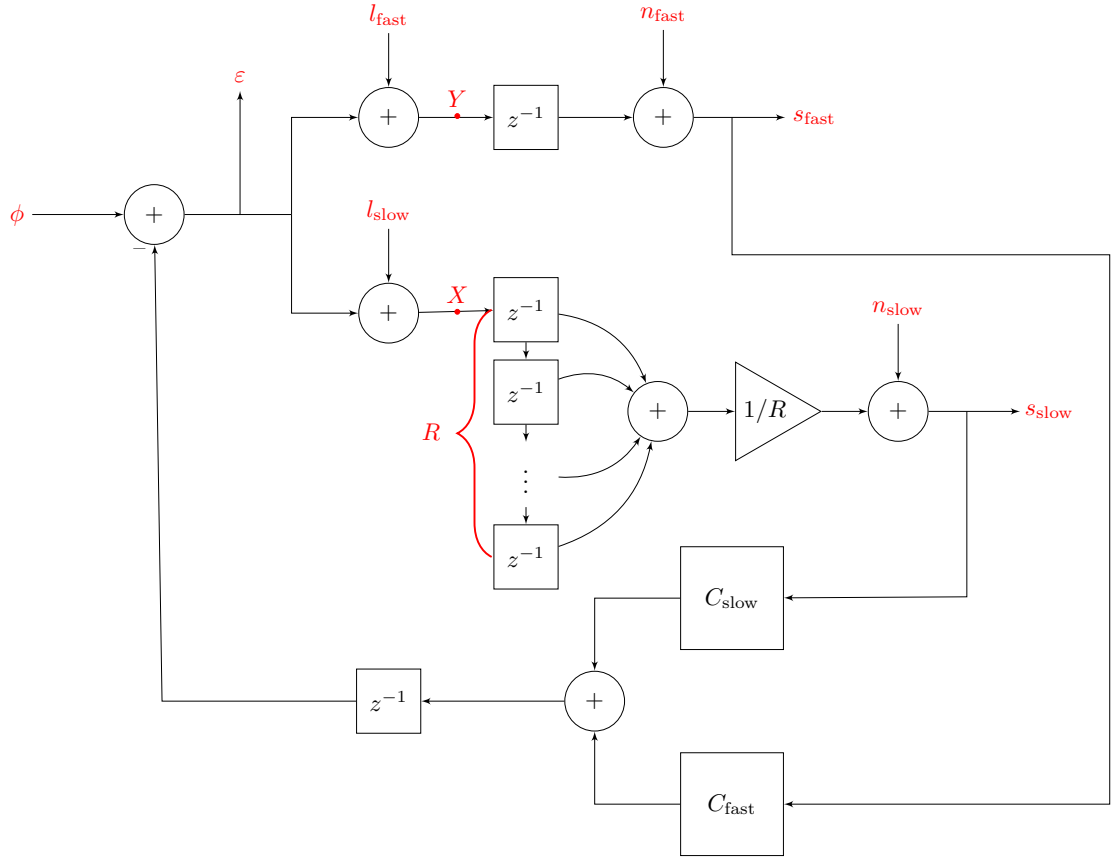 l_fast
n_fast
ε
Y
+
z⁻¹
+
s_fast
ϕ
+
−
l_slow
+
X
z⁻¹
n_slow
z⁻¹
+
1/R
+
s_slow
R
⋮
z⁻¹
C_slow
z⁻¹
+
C_fast